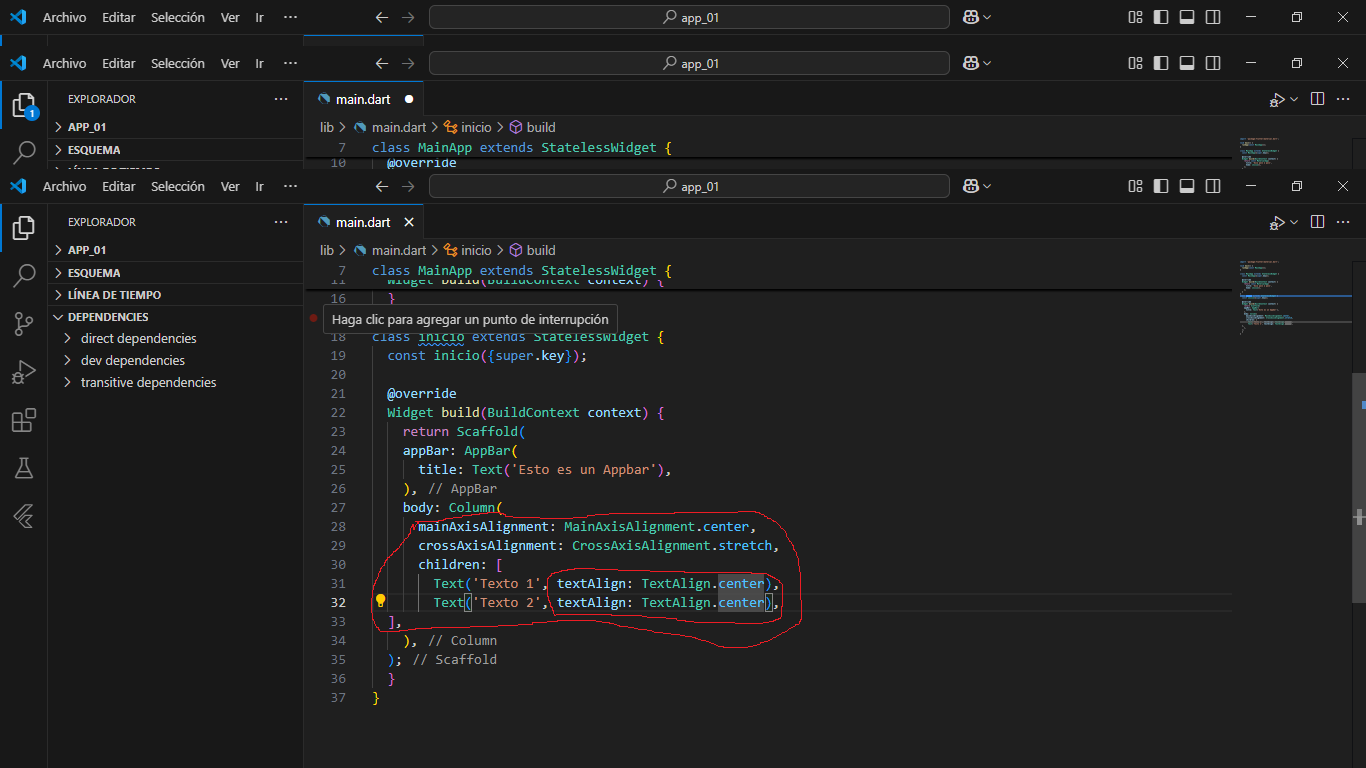 Archivo Editar Selección Ver Ir ··· app_01
Archivo Editar Selección Ver Ir ··· app_01
EXPLORADOR ···
main.dart
1
APP_01
lib > main.dart > inicio > build
ESQUEMA
7 class MainApp extends StatelessWidget {
10 @override
Archivo Editar Selección Ver Ir ··· app_01
EXPLORADOR ···
main.dart
APP_01
lib > main.dart > inicio > build
ESQUEMA
7 class MainApp extends StatelessWidget {
11 Widget build(BuildContext context) {
LÍNEA DE TIEMPO
16 }
DEPENDENCIES
Haga clic para agregar un punto de interrupción
direct dependencies
18 class inicio extends StatelessWidget {
dev dependencies
19 const inicio({super.key});
transitive dependencies
20
21 @override
22 Widget build(BuildContext context) {
23 return Scaffold(
24 appBar: AppBar(
25 title: Text('Esto es un Appbar'),
26 ), // AppBar
27 body: Column(
28 mainAxisAlignment: MainAxisAlignment.center,
29 crossAxisAlignment: CrossAxisAlignment.stretch,
30 children: [
31 Text('Texto 1', textAlign: TextAlign.center),
32 Text('Texto 2', textAlign: TextAlign.center),
33 ],
34 ), // Column
35 ); // Scaffold
36 }
37 }